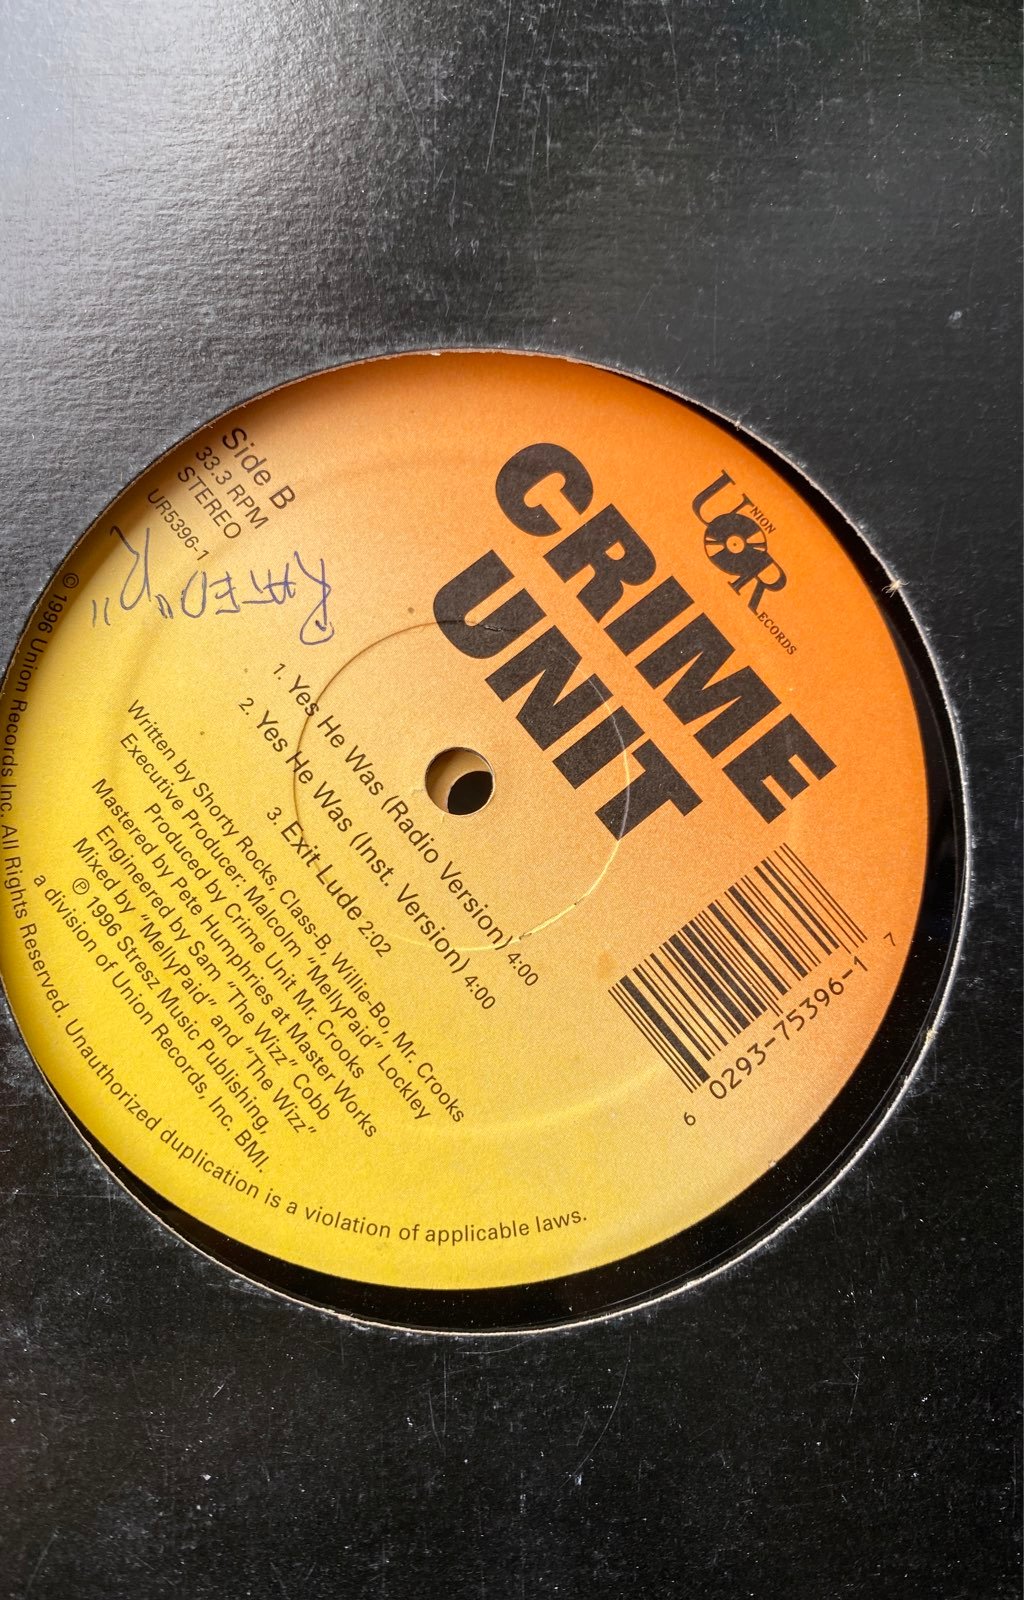 UNION
RECORDS
CRIME
UNIT
Side B
33.3 RPM
STEREO
UR5396-1
RATED "R"
1. Yes He Was (Radio Version) 4:00
2. Yes He Was (Inst. Version) 4:00
3. Exit-Lude 2:02
Written by Shorty Rocks, Class-B, Willie-Bo, Mr. Crooks
Executive Producer: Malcolm "MellyPaid" Lockley
Produced by Crime Unit Mr. Crooks
Mastered by Pete Humphries at Master Works
Engineered by Sam "The Wizz" Cobb
Mixed by "MellyPaid" and "The Wizz"
℗ 1996 Stresz Music Publishing,
a division of Union Records, Inc. BMI.
© 1996 Union Records Inc. All Rights Reserved. Unauthorized duplication is a violation of applicable laws.
6 0293-75396-1 7